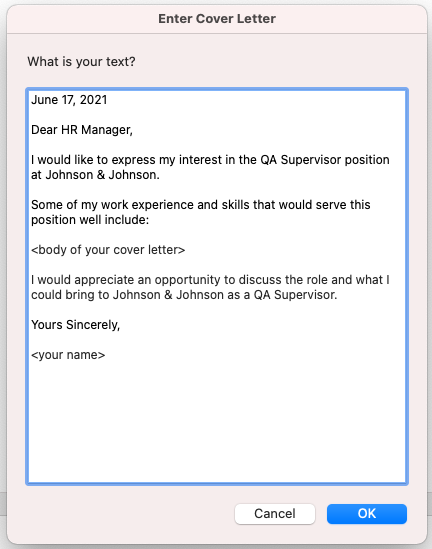 Enter Cover Letter
What is your text?
June 17, 2021
Dear HR Manager,
I would like to express my interest in the QA Supervisor position
at Johnson & Johnson.
Some of my work experience and skills that would serve this
position well include:
<body of your cover letter>
I would appreciate an opportunity to discuss the role and what I
could bring to Johnson & Johnson as a QA Supervisor.
Yours Sincerely,
<your name>
Cancel
OK